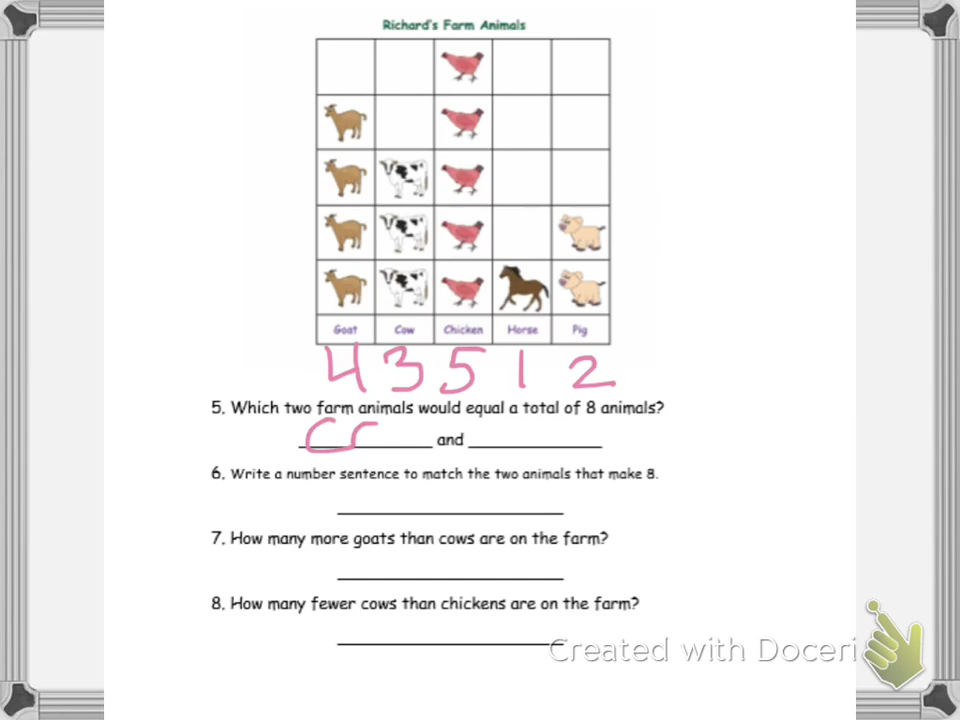 Richard's Farm Animals
Goat Cow Chicken Horse Pig
4 3 5 1 2
5. Which two farm animals would equal a total of 8 animals?
and
6. Write a number sentence to match the two animals that make 8.
7. How many more goats than cows are on the farm?
8. How many fewer cows than chickens are on the farm?
Created with Doceri